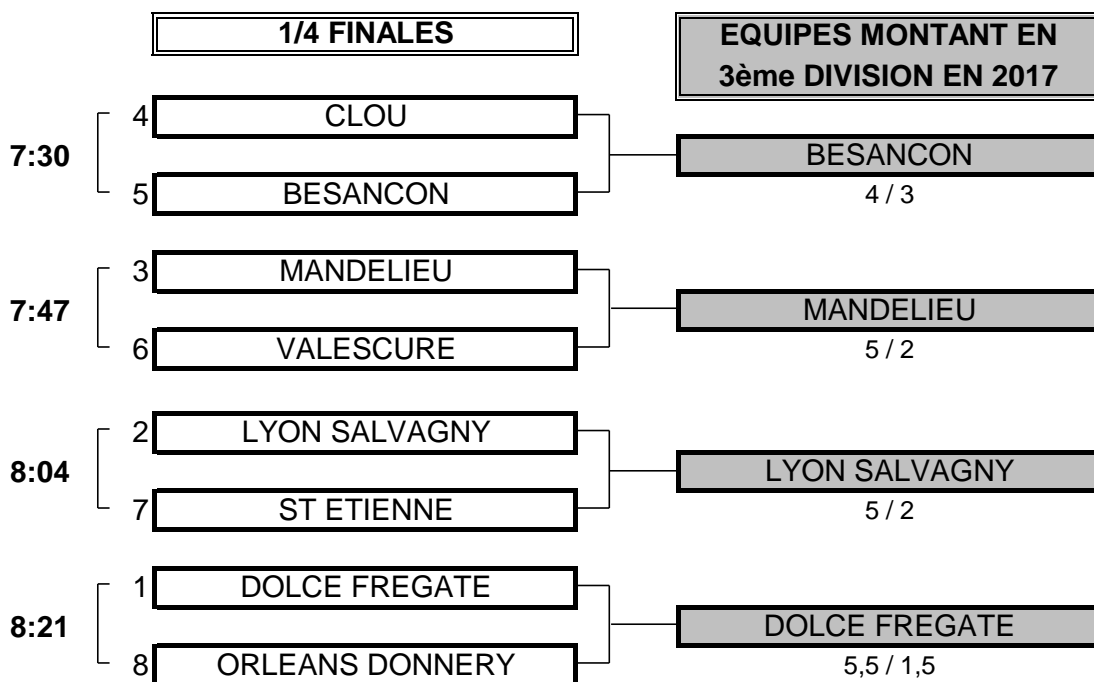 1/4 FINALES
EQUIPES MONTANT EN
3ème DIVISION EN 2017
7:30
4 CLOU
5 BESANCON
BESANCON
4 / 3
7:47
3 MANDELIEU
6 VALESCURE
MANDELIEU
5 / 2
8:04
2 LYON SALVAGNY
7 ST ETIENNE
LYON SALVAGNY
5 / 2
8:21
1 DOLCE FREGATE
8 ORLEANS DONNERY
DOLCE FREGATE
5,5 / 1,5